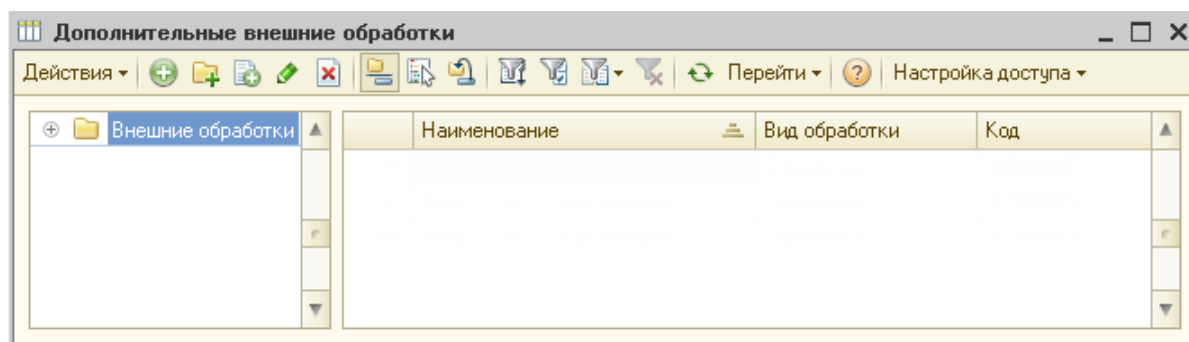 Дополнительные внешние обработки
Действия Перейти Настройка доступа
Внешние обработки Наименование Вид обработки Код